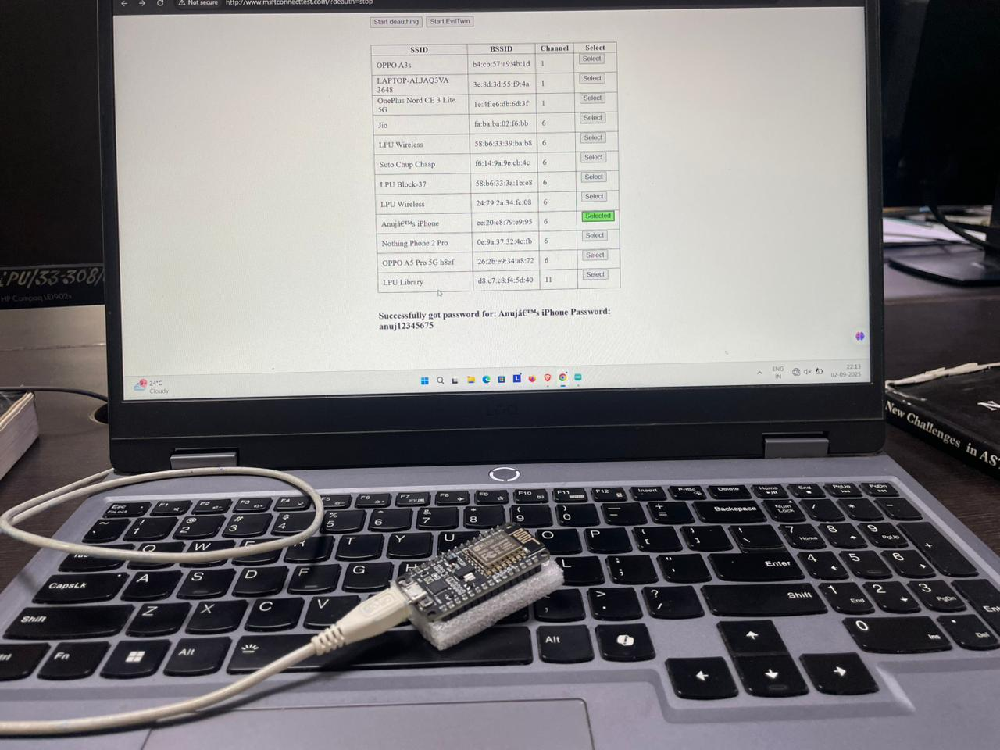 Not secure http://www.msftconnecttest.com/?deauth=stop
Start deauthing Start EvilTwin
SSID BSSID Channel Select
OPPO A3s b4:cb:57:a9:4b:1d 1 Select
LAPTOP-ALJAQ3VA
3648 3e:8d:3d:55:f9:4a 1 Select
OnePlus Nord CE 3 Lite
5G 1e:4f:e6:db:6d:3f 1 Select
Jio fa:ba:ba:02:f6:bb 6 Select
LPU Wireless 58:b6:33:39:ba:b8 6 Select
Suto Chup Chaap f6:14:9a:9e:cb:4c 6 Select
LPU Block-37 58:b6:33:3a:1b:e8 6 Select
LPU Wireless 24:79:2a:34:fc:08 6 Select
Anujâ€™s iPhone ee:20:c8:79:e9:95 6 Selected
Nothing Phone 2 Pro 0e:9a:37:32:4c:fb 6 Select
OPPO A5 Pro 5G h8zf 26:2b:e9:34:a8:72 6 Select
LPU Library d8:c7:c8:f4:5d:40 11 Select
Successfully got password for: Anujâ€™s iPhone Password:
anuj12345675
24°C
Cloudy
ENG
IN
22:13
02-09-2025
LOQ
PU/33-308/
HP Compaq LE1902x
New Challenges in AS
Esc FnLock F1 F2 F3 F4 F5 F6 F7 F8 F9 F10 F11 F12 Insert PrtSc Delete Home End PgUp PgDn
~ ! 1 @ 2 # 3 $ 4 % 5 ^ 6 & 7 * 8 ( 9 ) 0 _ - + = Backspace Num Lock / * -
Tab Q W E R T Y U O P { [ } ] | \ 7 Home 8 9 PgUp +
CapsLk A S D F G H L : ; " ' Enter 4 5 6
Shift Z X C V < , > . ? / Shift 1 End 2 3 PgDn
Ctrl Fn Alt Alt 0 Ins . Del